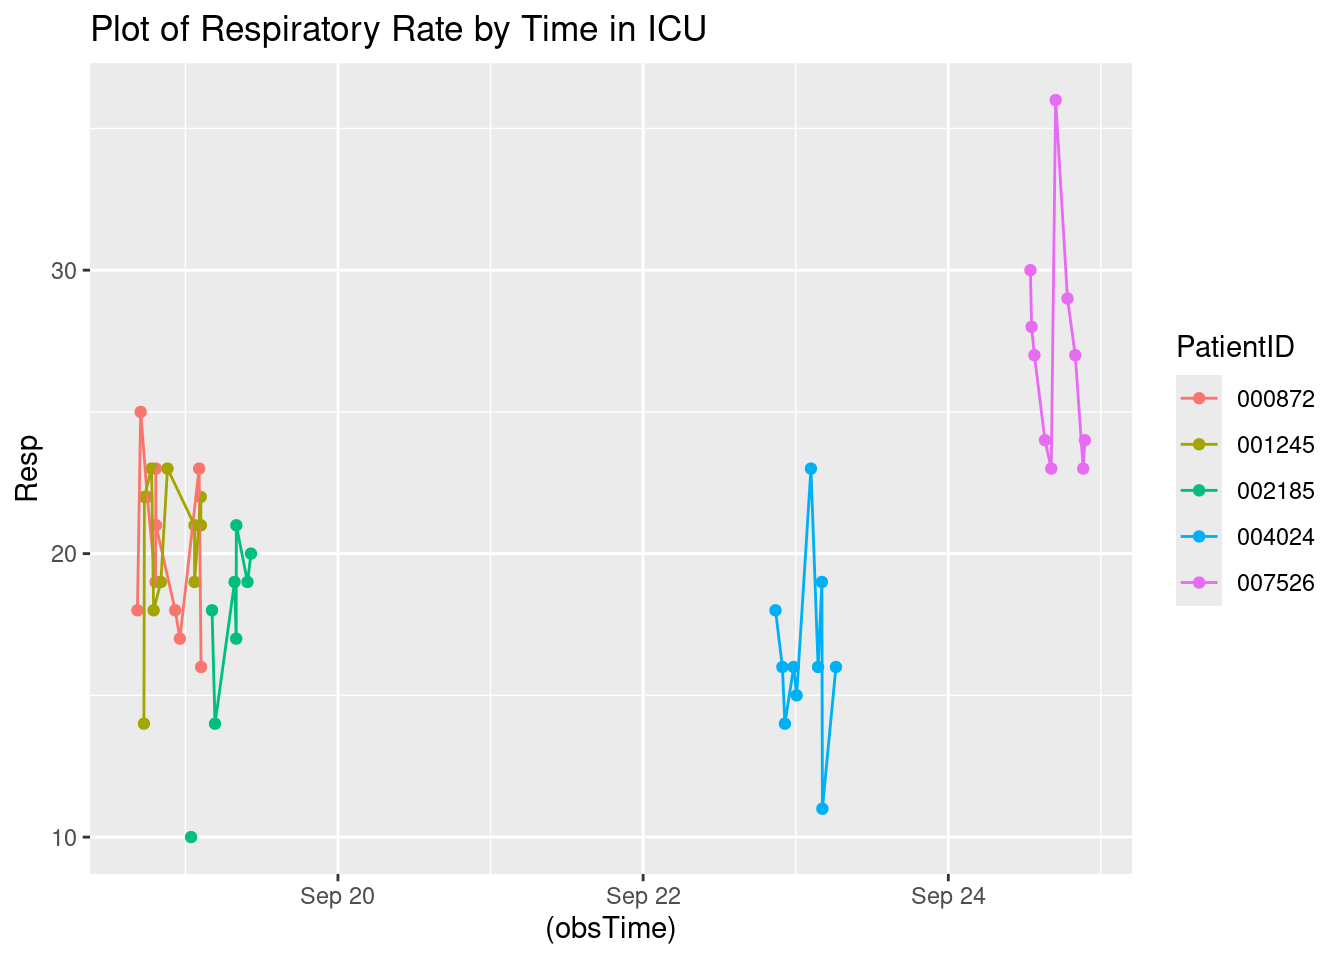 Plot of Respiratory Rate by Time in ICU
Resp
30
20
10
Sep 20
Sep 22
Sep 24
(obsTime)
PatientID
000872
001245
002185
004024
007526